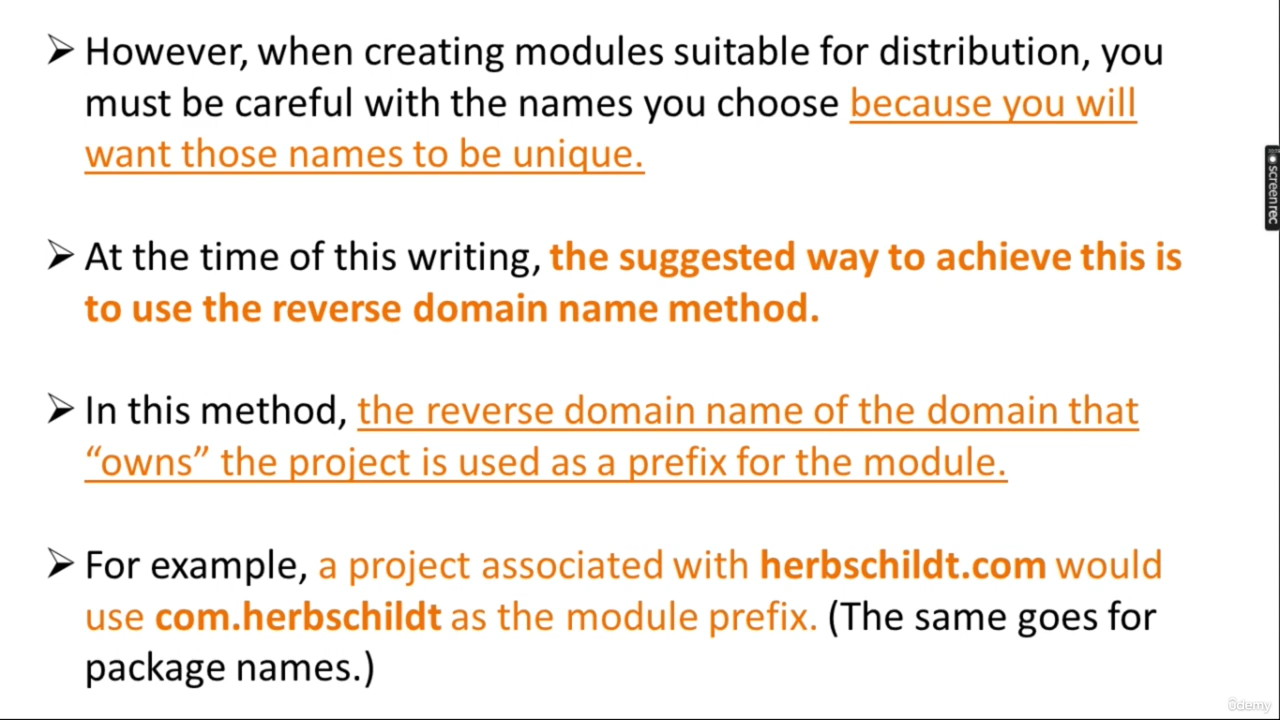 ➢ However, when creating modules suitable for distribution, you
must be careful with the names you choose because you will
want those names to be unique.
➢ At the time of this writing, the suggested way to achieve this is
to use the reverse domain name method.
➢ In this method, the reverse domain name of the domain that
“owns” the project is used as a prefix for the module.
➢ For example, a project associated with herbschildt.com would
use com.herbschildt as the module prefix. (The same goes for
package names.)
screenrec
ûdemy